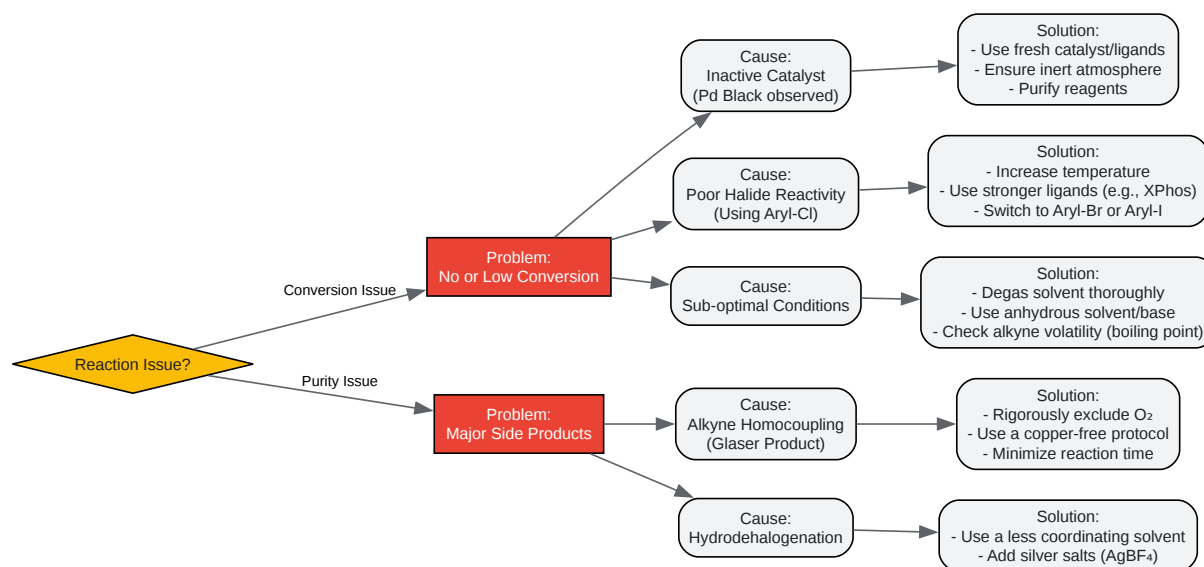 Reaction Issue?
Conversion Issue
Purity Issue
Problem:
No or Low Conversion
Problem:
Major Side Products
Cause:
Inactive Catalyst
(Pd Black observed)
Cause:
Poor Halide Reactivity
(Using Aryl-Cl)
Cause:
Sub-optimal Conditions
Cause:
Alkyne Homocoupling
(Glaser Product)
Cause:
Hydrodehalogenation
Solution:
- Use fresh catalyst/ligands
- Ensure inert atmosphere
- Purify reagents
Solution:
- Increase temperature
- Use stronger ligands (e.g., XPhos)
- Switch to Aryl-Br or Aryl-I
Solution:
- Degas solvent thoroughly
- Use anhydrous solvent/base
- Check alkyne volatility (boiling point)
Solution:
- Rigorously exclude O₂
- Use a copper-free protocol
- Minimize reaction time
Solution:
- Use a less coordinating solvent
- Add silver salts (AgBF₄)